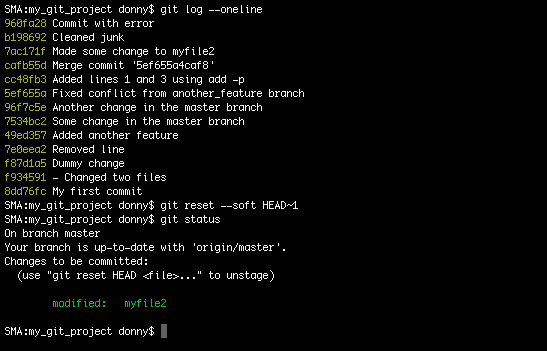 SMA:my_git_project donny$ git log --oneline
960fa28 Commit with error
b198692 Cleaned junk
7ac171f Made some change to myfile2
cafb55d Merge commit '5ef655a4caf8'
cc48fb3 Added lines 1 and 3 using add -p
5ef655a Fixed conflict from another_feature branch
96f7c5e Another change in the master branch
7534bc2 Some change in the master branch
49ed357 Added another feature
7e0eea2 Removed line
f87d1a5 Dummy change
f934591 - Changed two files
8dd76fc My first commit
SMA:my_git_project donny$ git reset --soft HEAD~1
SMA:my_git_project donny$ git status
On branch master
Your branch is up-to-date with 'origin/master'.
Changes to be committed:
  (use "git reset HEAD <file>..." to unstage)
        modified:   myfile2
SMA:my_git_project donny$